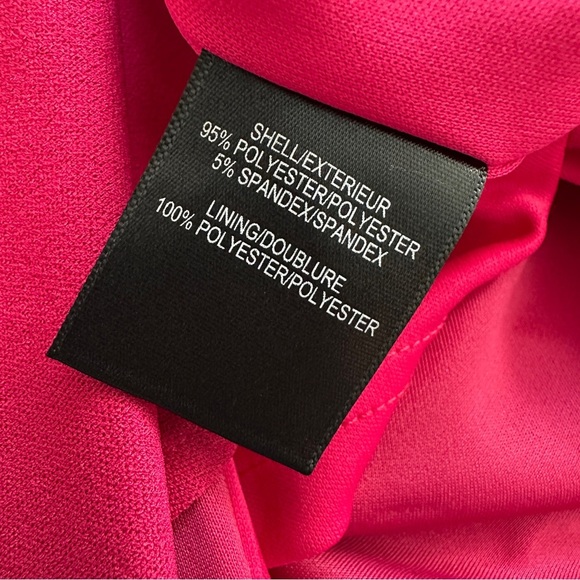 SHELL/EXTERIEUR
95% POLYESTER/POLYESTER
5% SPANDEX/SPANDEX
LINING/DOUBLURE
100% POLYESTER/POLYESTER